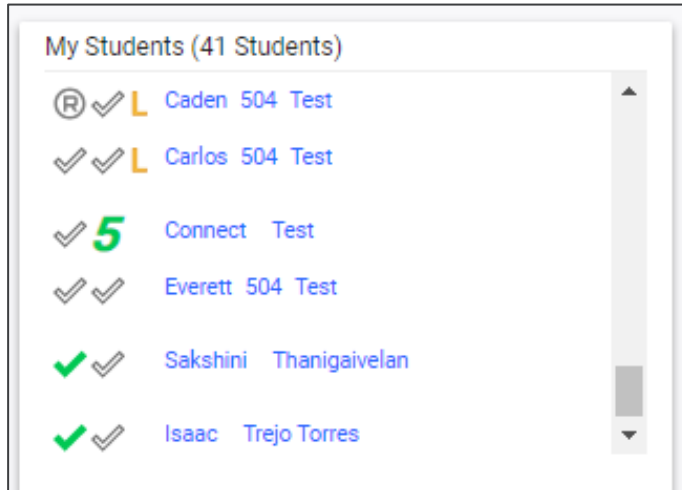 My Students (41 Students)
® L Caden 504 Test
L Carlos 504 Test
5 Connect Test
Everett 504 Test
Sakshini Thanigaivelan
Isaac Trejo Torres